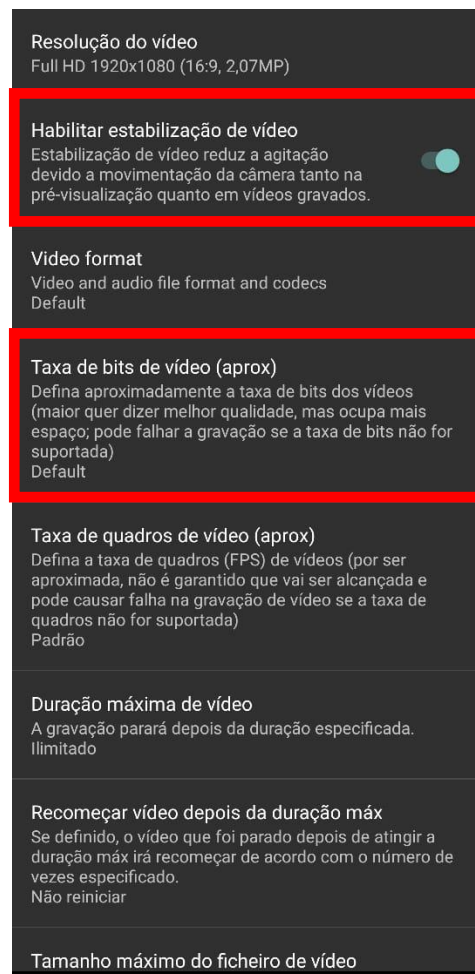 Resolução do vídeo
Full HD 1920x1080 (16:9, 2,07MP)
Habilitar estabilização de vídeo
Estabilização de vídeo reduz a agitação
devido a movimentação da câmera tanto na
pré-visualização quanto em vídeos gravados.
Video format
Video and audio file format and codecs
Default
Taxa de bits de vídeo (aprox)
Defina aproximadamente a taxa de bits dos vídeos
(maior quer dizer melhor qualidade, mas ocupa mais
espaço; pode falhar a gravação se a taxa de bits não for
suportada)
Default
Taxa de quadros de vídeo (aprox)
Defina a taxa de quadros (FPS) de vídeos (por ser
aproximada, não é garantido que vai ser alcançada e
pode causar falha na gravação de vídeo se a taxa de
quadros não for suportada)
Padrão
Duração máxima de vídeo
A gravação parará depois da duração especificada.
Ilimitado
Recomeçar vídeo depois da duração máx
Se definido, o vídeo que foi parado depois de atingir a
duração máx irá recomeçar de acordo com o número de
vezes especificado.
Não reiniciar
Tamanho máximo do ficheiro de vídeo